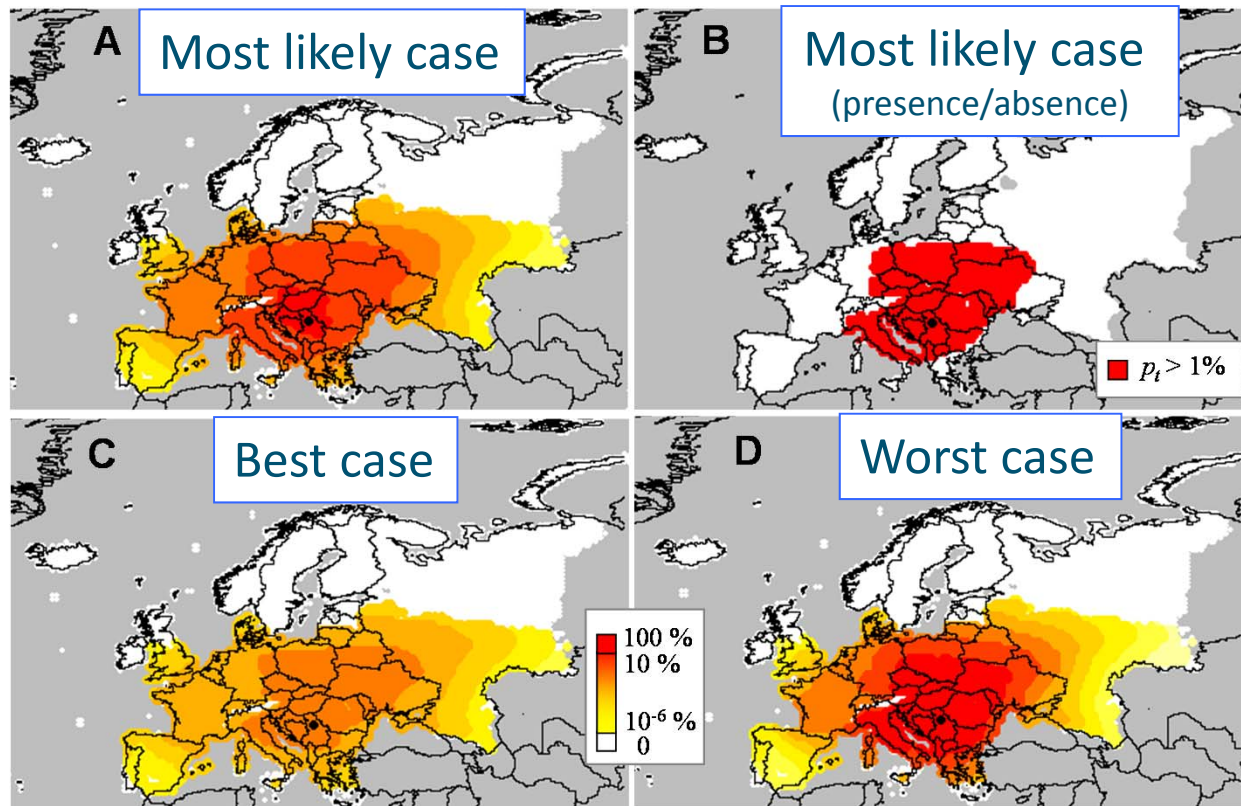 A
Most likely case
B
Most likely case
(presence/absence)
pt > 1%
C
Best case
100 %
10 %
10-6 %
0
D
Worst case